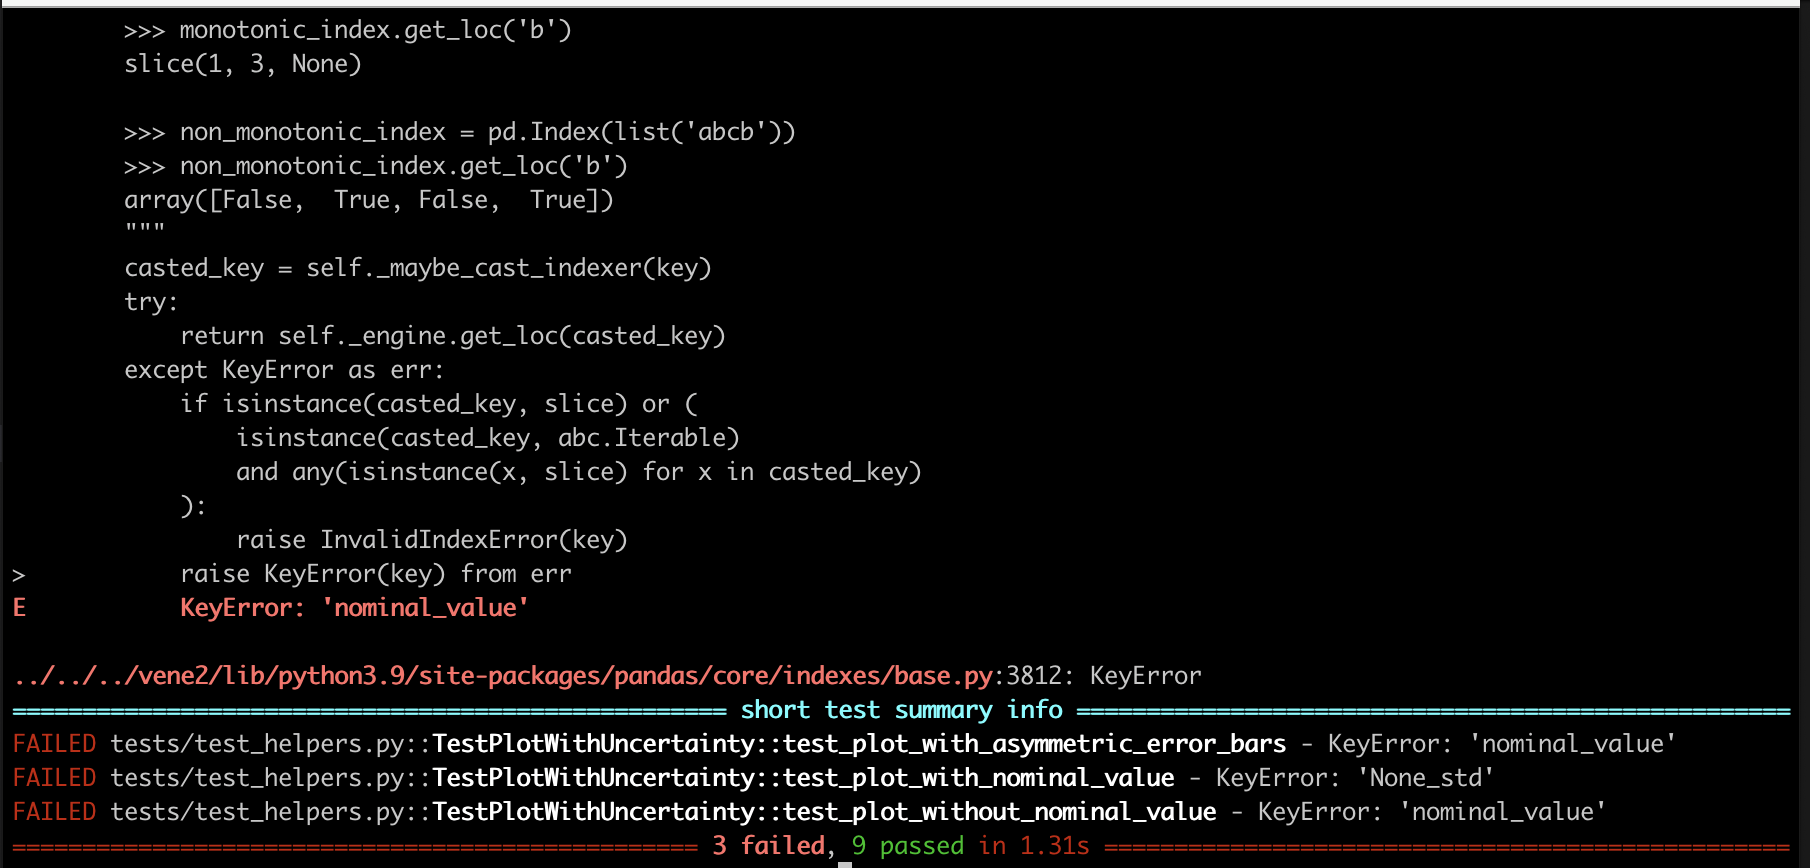 >>> monotonic_index.get_loc('b')
slice(1, 3, None)
>>> non_monotonic_index = pd.Index(list('abcb'))
>>> non_monotonic_index.get_loc('b')
array([False,  True, False,  True])
"""
casted_key = self._maybe_cast_indexer(key)
try:
    return self._engine.get_loc(casted_key)
except KeyError as err:
    if isinstance(casted_key, slice) or (
        isinstance(casted_key, abc.Iterable)
        and any(isinstance(x, slice) for x in casted_key)
    ):
        raise InvalidIndexError(key)
>           raise KeyError(key) from err
E           KeyError: 'nominal_value'
../../../vene2/lib/python3.9/site-packages/pandas/core/indexes/base.py:3812: KeyError
=================================================== short test summary info ===================================================
FAILED tests/test_helpers.py::TestPlotWithUncertainty::test_plot_with_asymmetric_error_bars - KeyError: 'nominal_value'
FAILED tests/test_helpers.py::TestPlotWithUncertainty::test_plot_with_nominal_value - KeyError: 'None_std'
FAILED tests/test_helpers.py::TestPlotWithUncertainty::test_plot_without_nominal_value - KeyError: 'nominal_value'
================================================= 3 failed, 9 passed in 1.31s =================================================